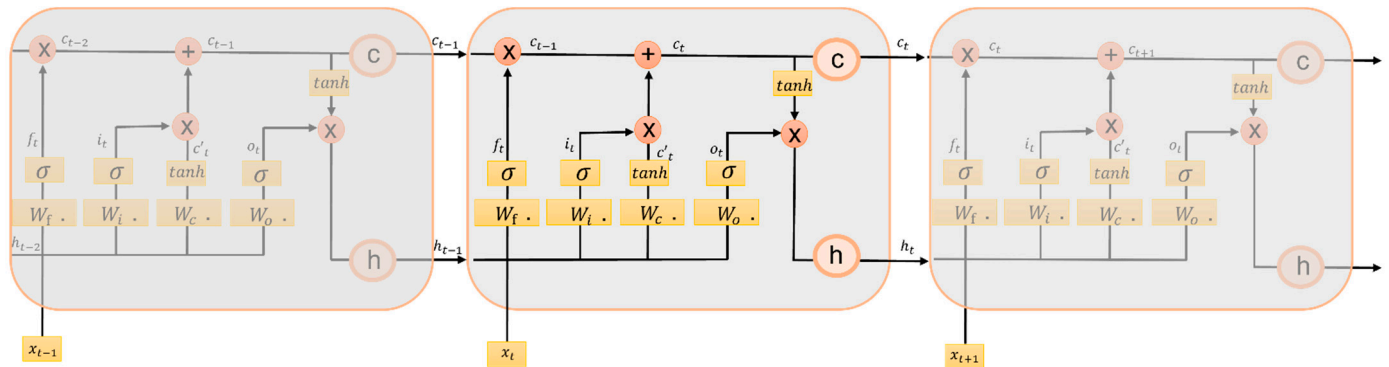 c_{t-2} c_{t-1} c_{t-1} c_{t-1} c_t c_t c_t c_{t+1}
x + c x + c x + c
tanh tanh tanh
f_t i_t x o_t x f_t i_t x o_t x f_t i_t x o_t x
c'_t c'_t c'_t
σ σ tanh σ σ σ tanh σ σ σ tanh σ
W_f . W_i . W_c . W_o . W_f . W_i . W_c . W_o . W_f . W_i . W_c . W_o .
h_{t-2} h h_{t-1} h h_t h
x_{t-1} x_t x_{t+1}